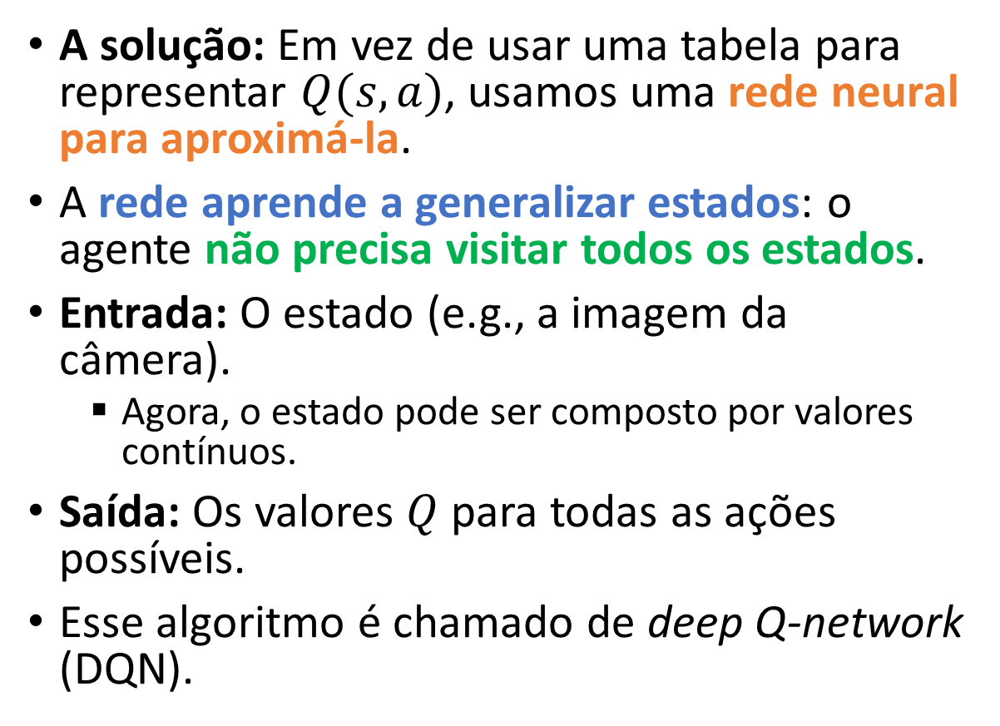 • A solução: Em vez de usar uma tabela para
representar Q(s, a), usamos uma rede neural
para aproximá-la.
• A rede aprende a generalizar estados: o
agente não precisa visitar todos os estados.
• Entrada: O estado (e.g., a imagem da
câmera).
▪ Agora, o estado pode ser composto por valores
contínuos.
• Saída: Os valores Q para todas as ações
possíveis.
• Esse algoritmo é chamado de deep Q-network
(DQN).